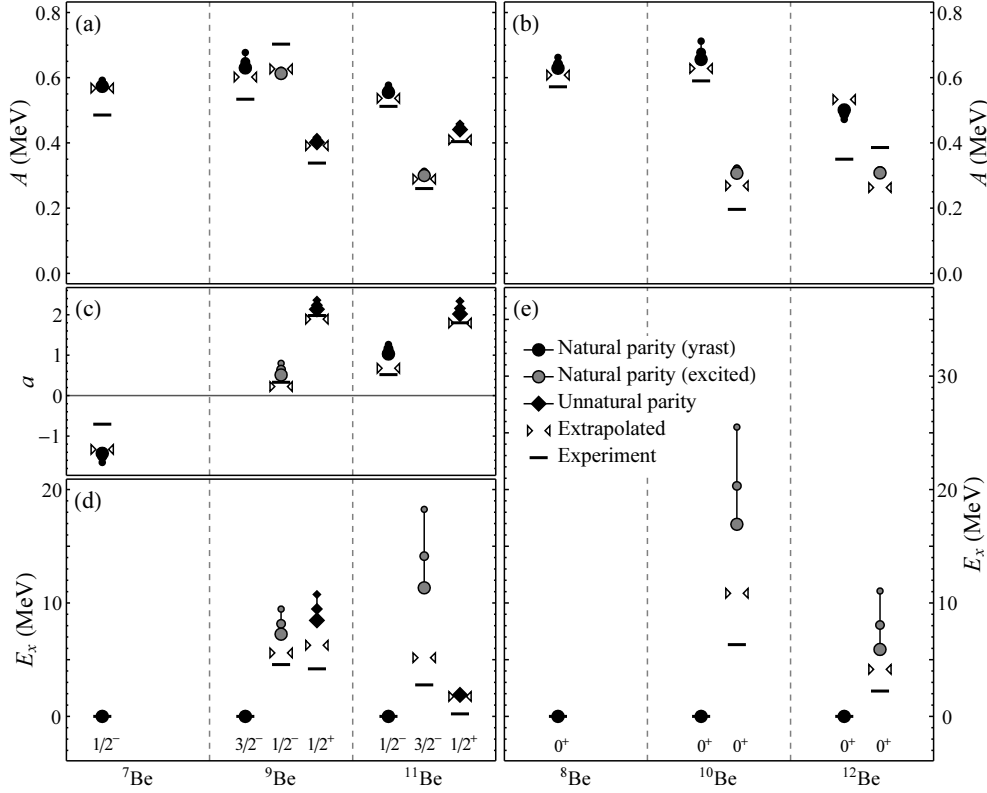 (a)
0.8
0.6
0.4
0.2
0.0
A (MeV)
(b)
0.8
0.6
0.4
0.2
0.0
A (MeV)
(c)
2
1
0
−1
a
(d)
20
10
0
E_x (MeV)
1/2⁻
3/2⁻ 1/2⁻ 1/2⁺
1/2⁻ 3/2⁻ 1/2⁺
⁷Be
⁹Be
¹¹Be
(e)
Natural parity (yrast)
Natural parity (excited)
Unnatural parity
Extrapolated
Experiment
30
20
10
0
E_x (MeV)
0⁺
0⁺ 0⁺
0⁺ 0⁺
⁸Be
¹⁰Be
¹²Be